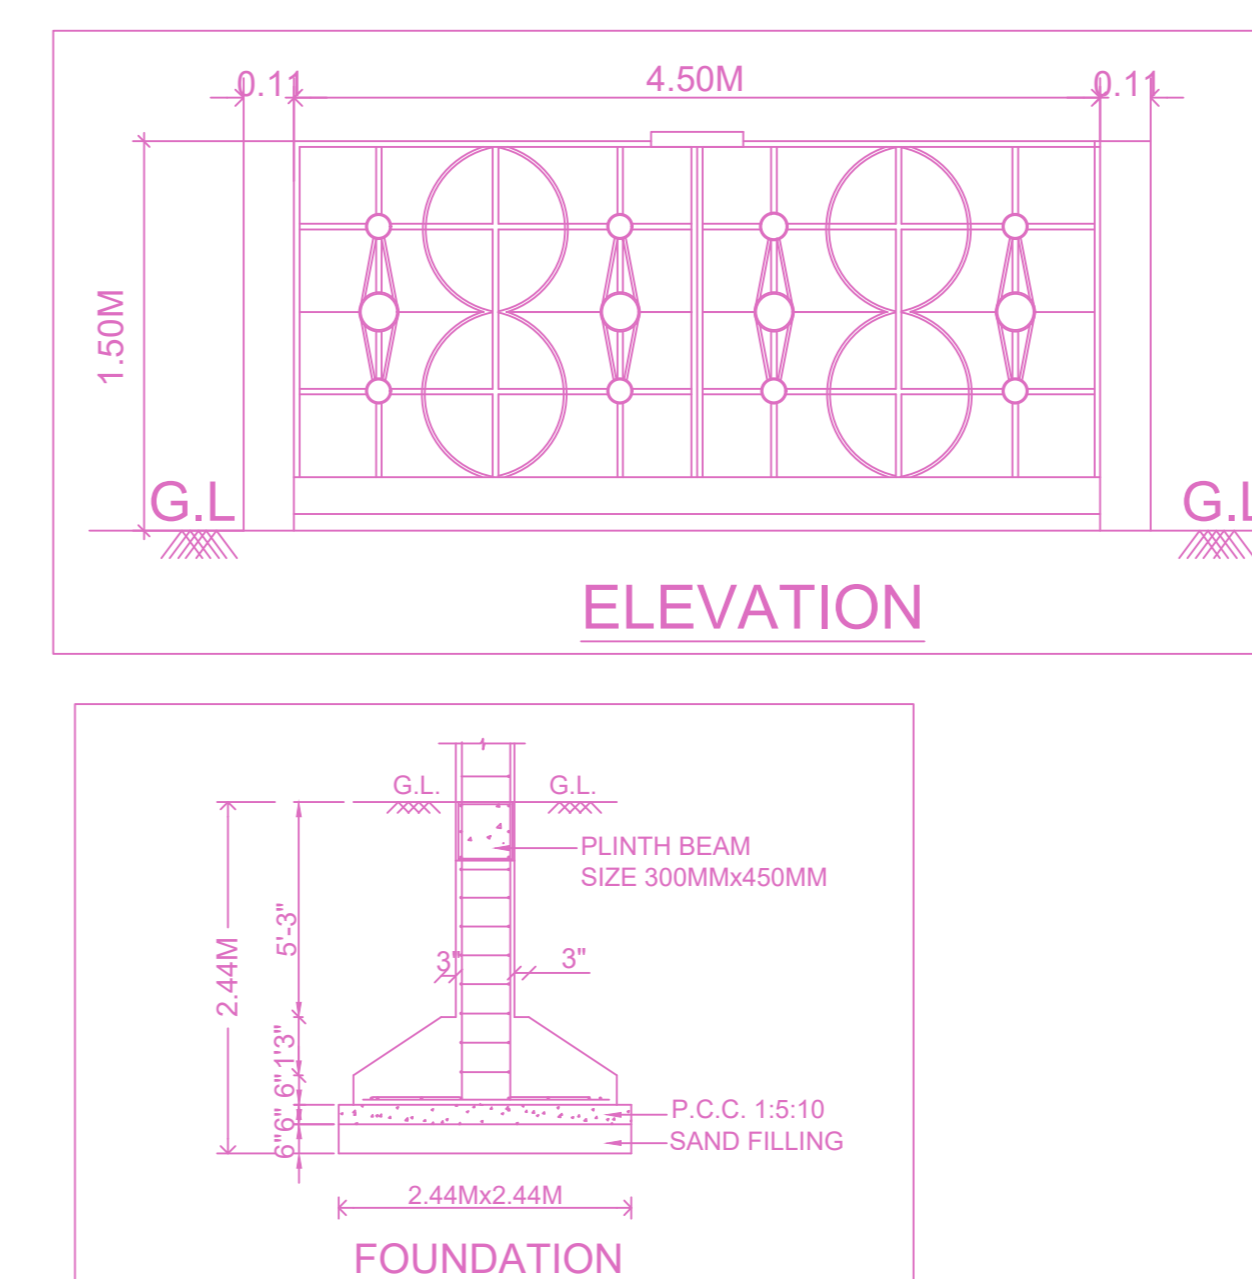 0.11
4.50M
0.11
1.50M
G.L
G.L
ELEVATION
G.L.
G.L.
PLINTH BEAM
SIZE 300MMx450MM
5'-3"
2.44M
3"
3"
1'3"
6"
6"
6"
P.C.C. 1:5:10
SAND FILLING
2.44Mx2.44M
FOUNDATION